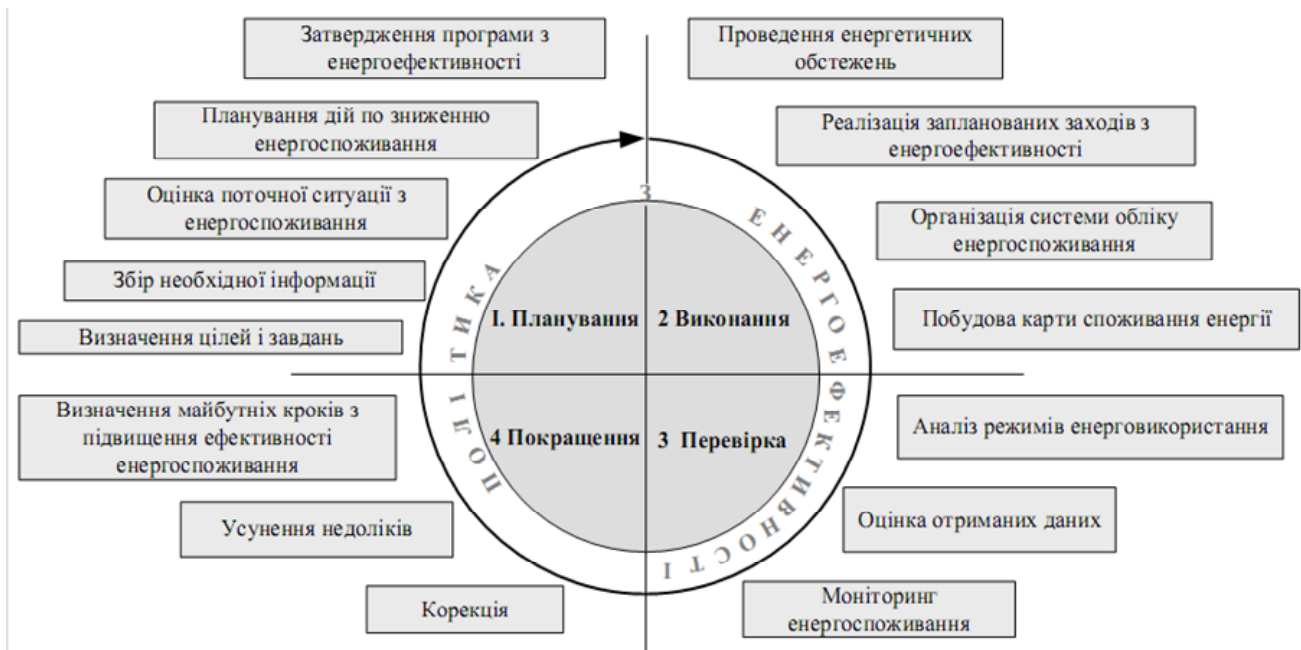 Затвердження програми з
енергоефективності
Планування дій по зниженню
енергоспоживання
Оцінка поточної ситуації з
енергоспоживання
Збір необхідної інформації
Визначення цілей і завдань
Проведення енергетичних
обстежень
Реалізація запланованих заходів з
енергоефективності
Організація системи обліку
енергоспоживання
Побудова карти споживання енергії
ПОЛІТИКА З ЕНЕРГОЕФЕКТИВНОСТІ
І. Планування
2 Виконання
4 Покращення
3 Перевірка
Визначення майбутніх кроків з
підвищення ефективності
енергоспоживання
Усунення недоліків
Корекція
Аналіз режимів енерговикористання
Оцінка отриманих даних
Моніторинг
енергоспоживання